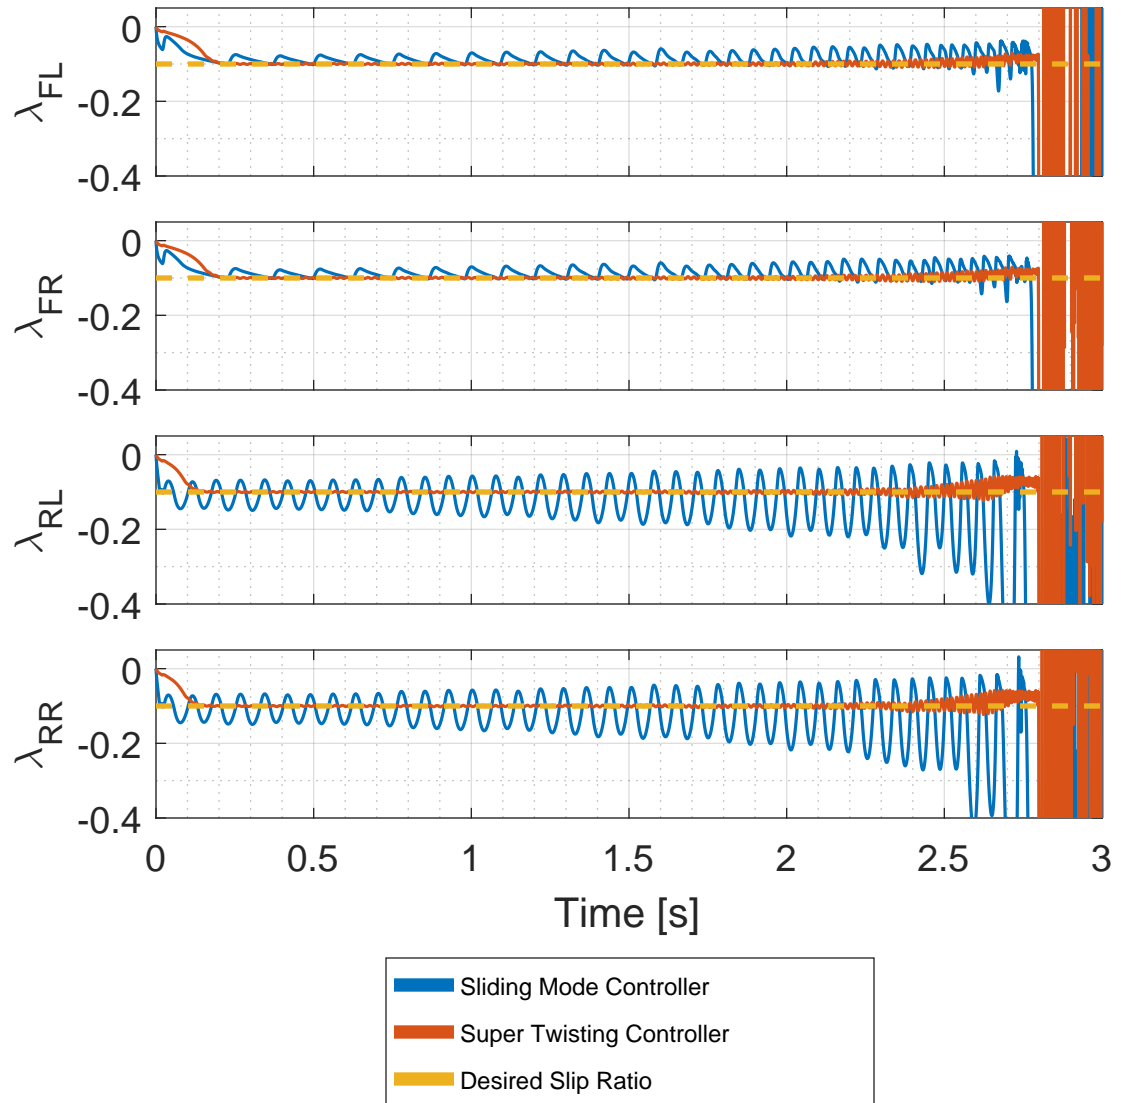 0
-0.2
-0.4
λFL
0
-0.2
-0.4
λFR
0
-0.2
-0.4
λRL
0
-0.2
-0.4
λRR
0 0.5 1 1.5 2 2.5 3
Time [s]
Sliding Mode Controller
Super Twisting Controller
Desired Slip Ratio